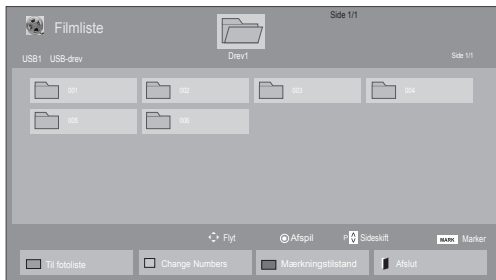 Side 1/1
Filmliste
Drev1
USB1 USB-drev
Side 1/1
001 002 003 004
005 006
Flyt Afspil P Sideskift MARK Marker
Til fotoliste Change Numbers Mærkningstilstand Afslut